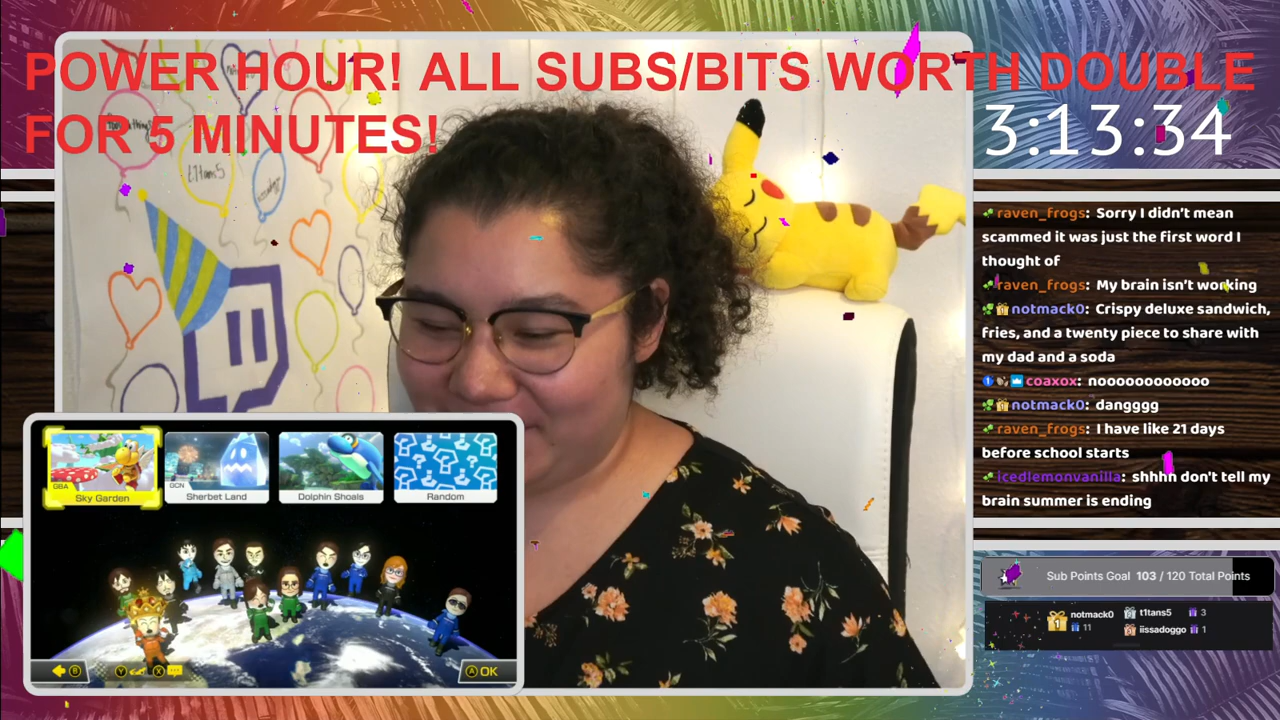 POWER HOUR! ALL SUBS/BITS WORTH DOUBLE
FOR 5 MINUTES!
3:13:34
t1tans5
raven_frogs: Sorry I didn't mean
scammed it was just the first word I
thought of
raven_frogs: My brain isn't working
notmack0: Crispy deluxe sandwich,
fries, and a twenty piece to share with
my dad and a soda
coaxox: noooooooooooo
notmack0: dangggg
raven_frogs: I have like 21 days
before school starts
icedlemonvanilla: shhhh don't tell my
brain summer is ending
GBA
Sky Garden
GCN
Sherbet Land
Dolphin Shoals
Random
B
Y
X
A OK
Sub Points Goal 103 / 120 Total Points
1 notmack0 11
t1tans5 3
iissadoggo 1